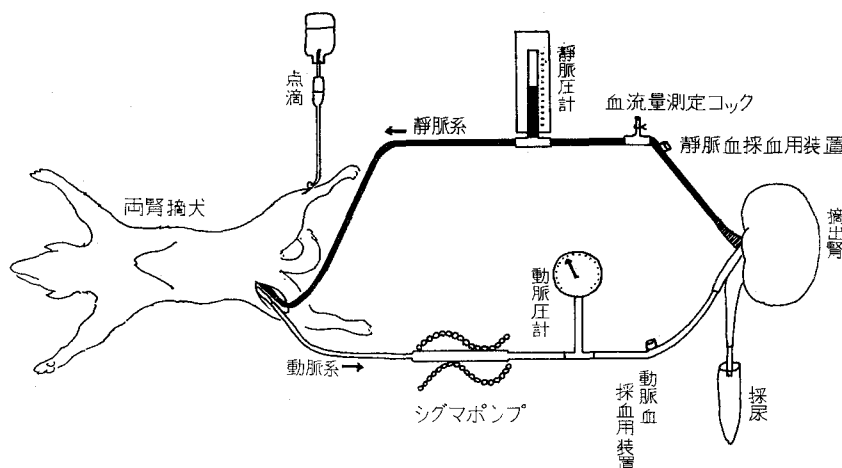 点滴
静脈圧計
血流量測定コック
←静脈系
静脈血採血用装置
両腎摘犬
摘出腎
動脈圧計
動脈系→
シグマポンプ
動脈血
採血用装置
採尿